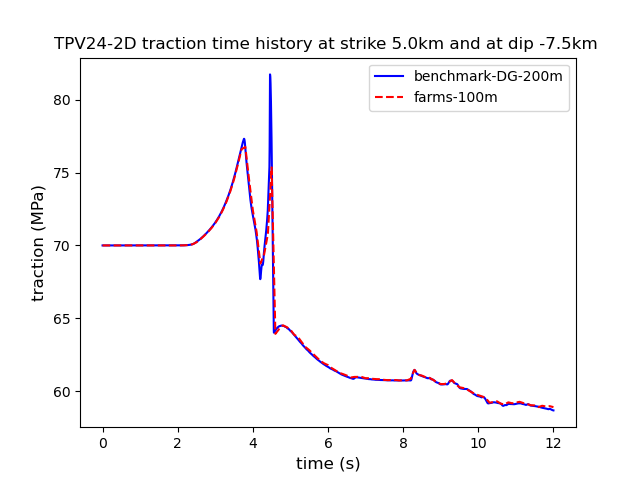 TPV24-2D traction time history at strike 5.0km and at dip -7.5km
benchmark-DG-200m
farms-100m
80
75
70
65
60
traction (MPa)
0 2 4 6 8 10 12
time (s)